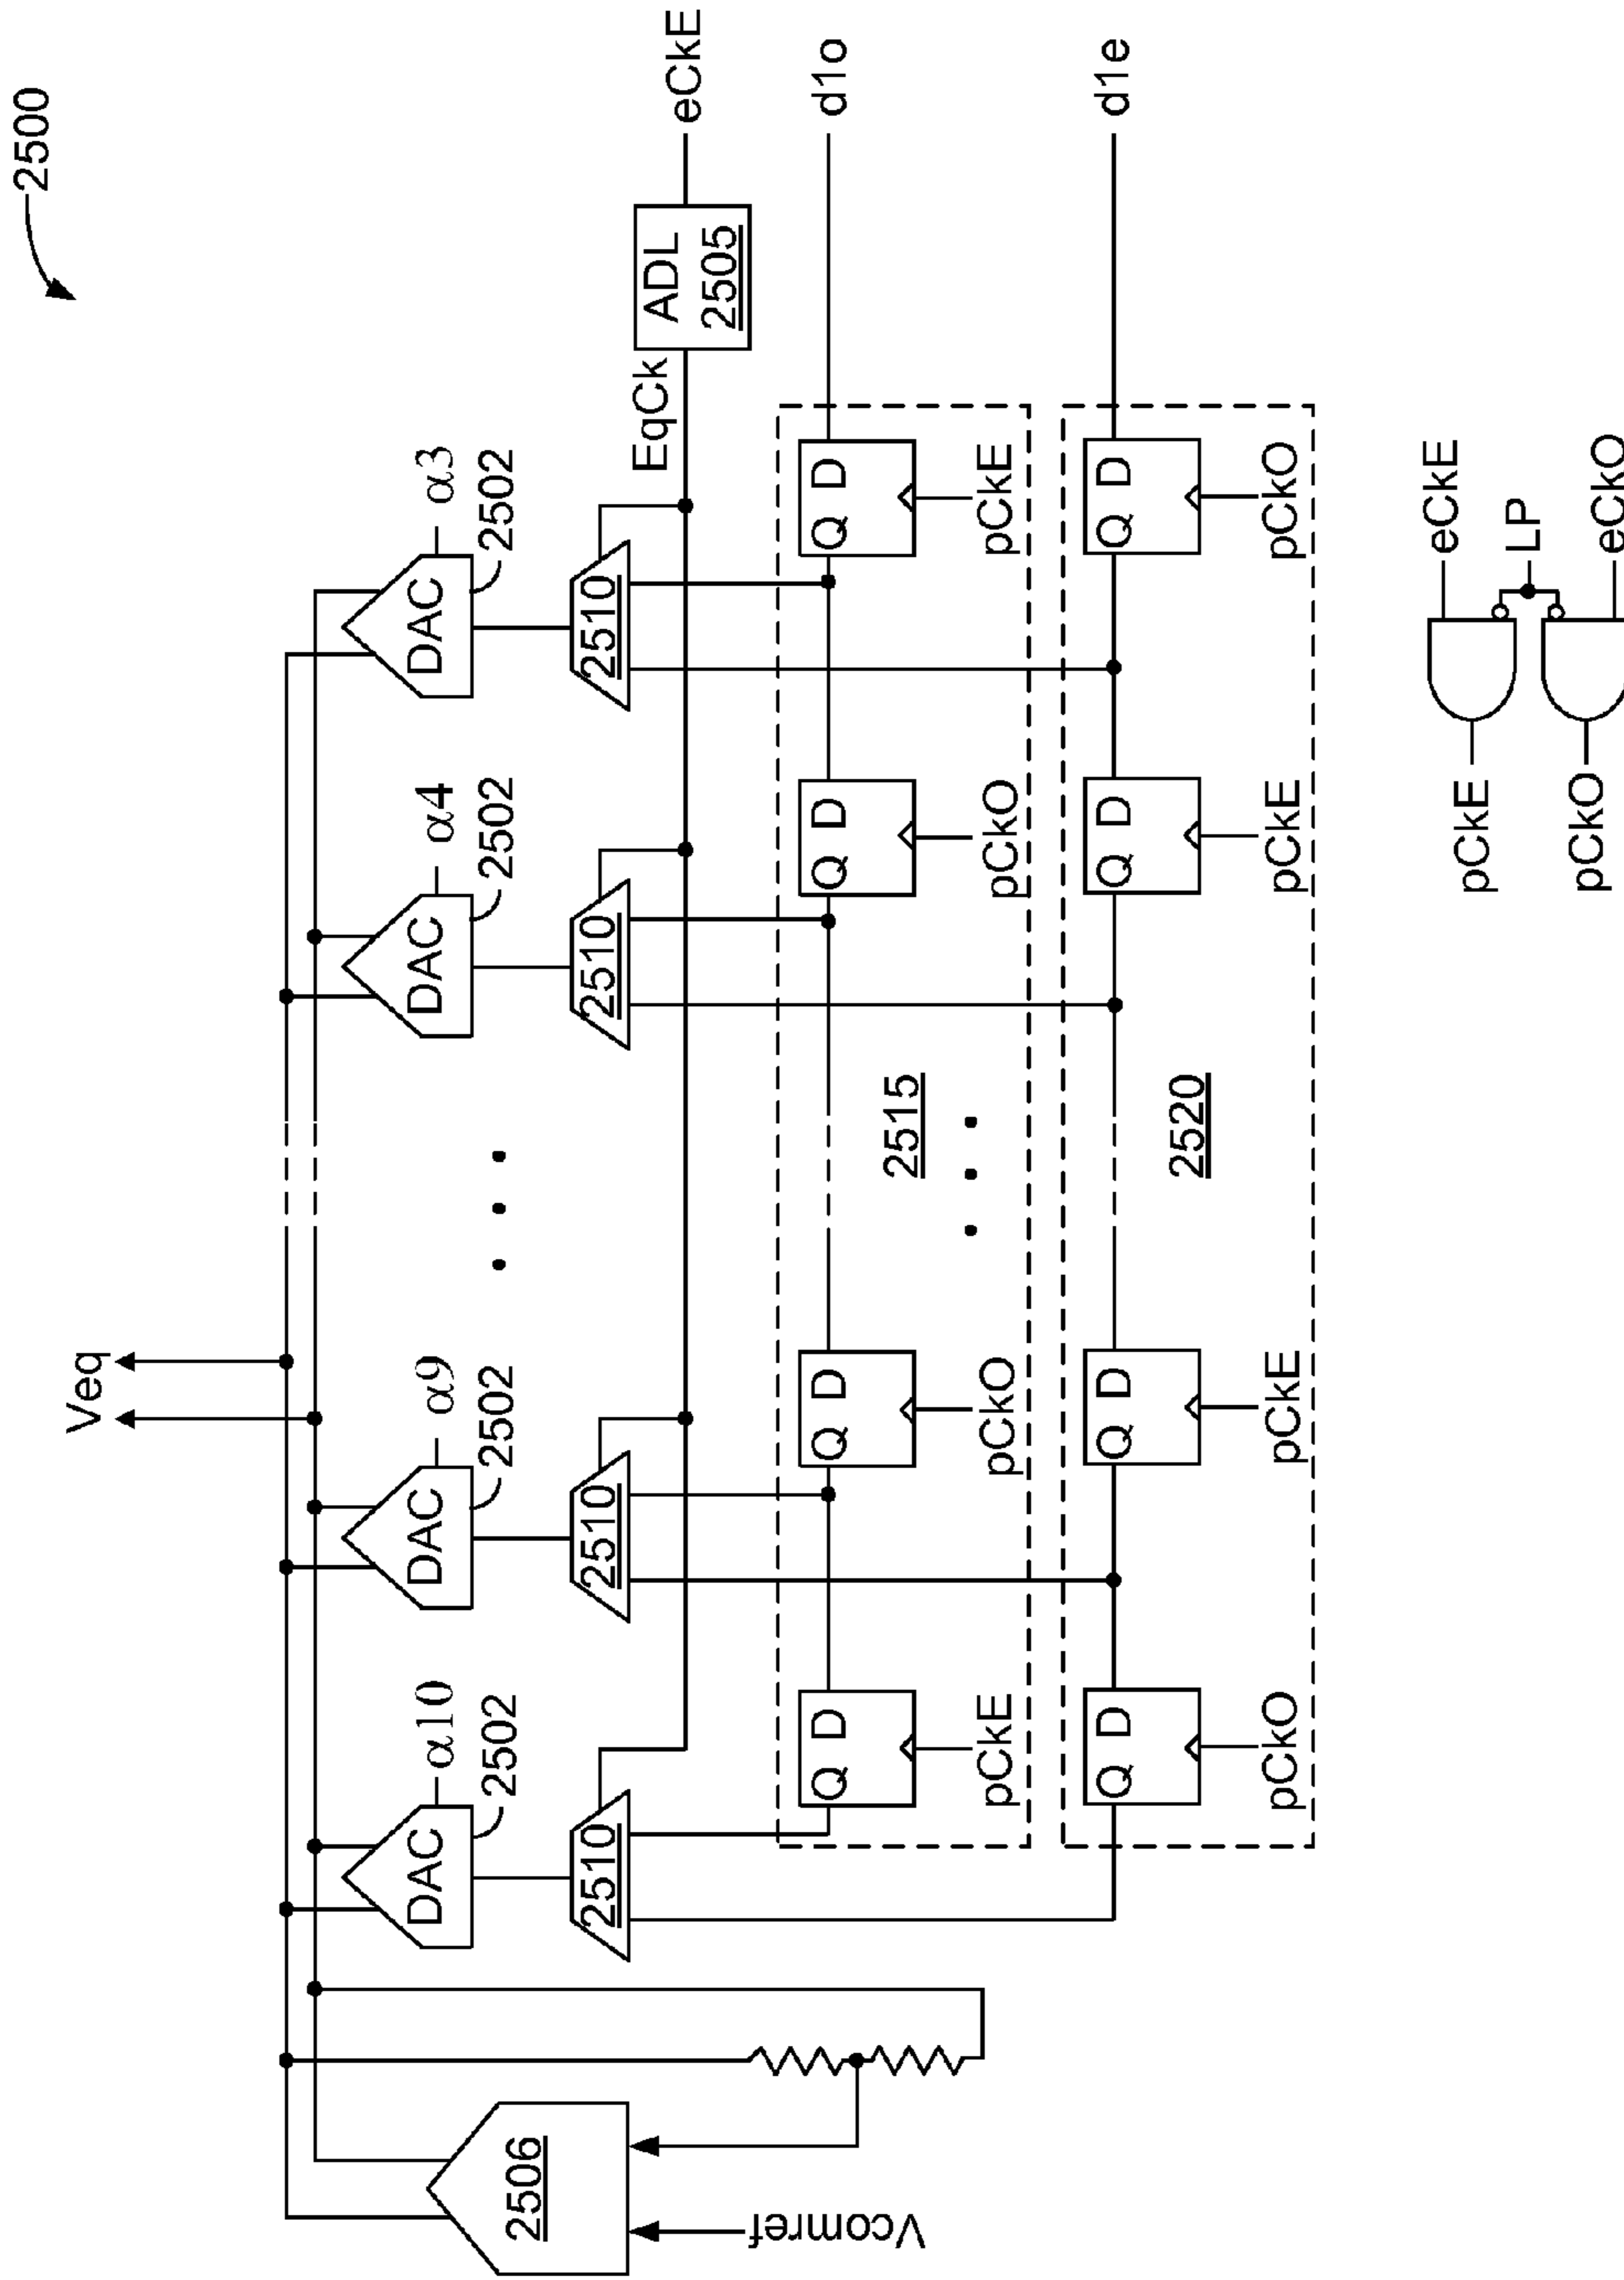 2500
Veq
α10
α9
α4
α3
2502
2502
2502
2502
DAC
DAC
DAC
DAC
2506
Vcomref
2510
2510
2510
2510
EqCk
ADL
2505
eCkE
Q D
Q D
Q D
Q D
d1o
pCkE
pCkO
pCkO
pCkE
2515
Q D
Q D
Q D
Q D
d1e
pCkO
pCkE
pCkE
pCkO
2520
pCkE
eCkE
LP
pCkO
eCkO